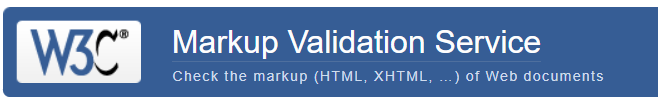 W3C®
Markup Validation Service
Check the markup (HTML, XHTML, …) of Web documents